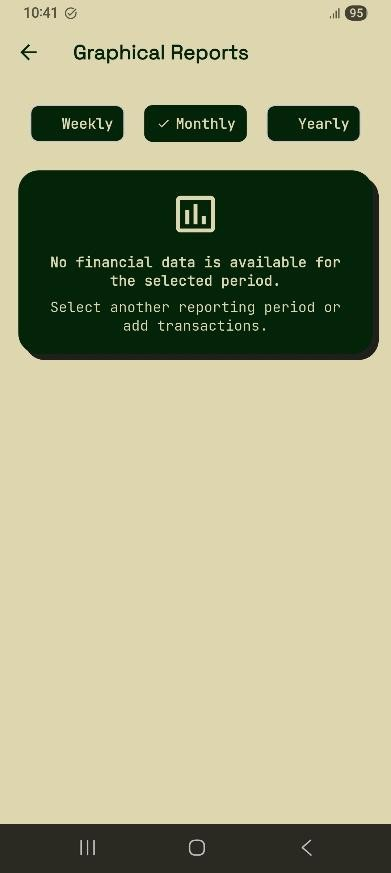 10:41
95
Graphical Reports
Weekly
Monthly
Yearly
No financial data is available for
the selected period.
Select another reporting period or
add transactions.